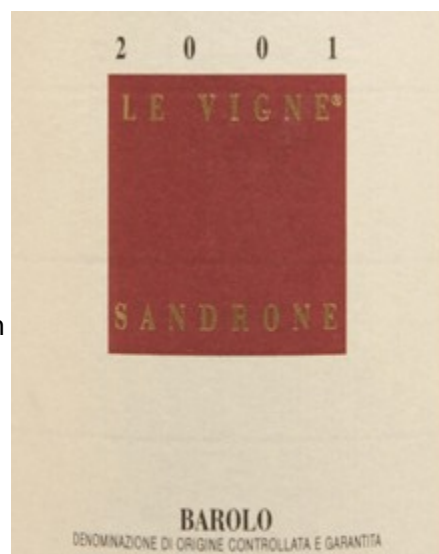 2 0 0 1
LE VIGNE®
SANDRONE
BAROLO
DENOMINAZIONE DI ORIGINE CONTROLLATA E GARANTITA